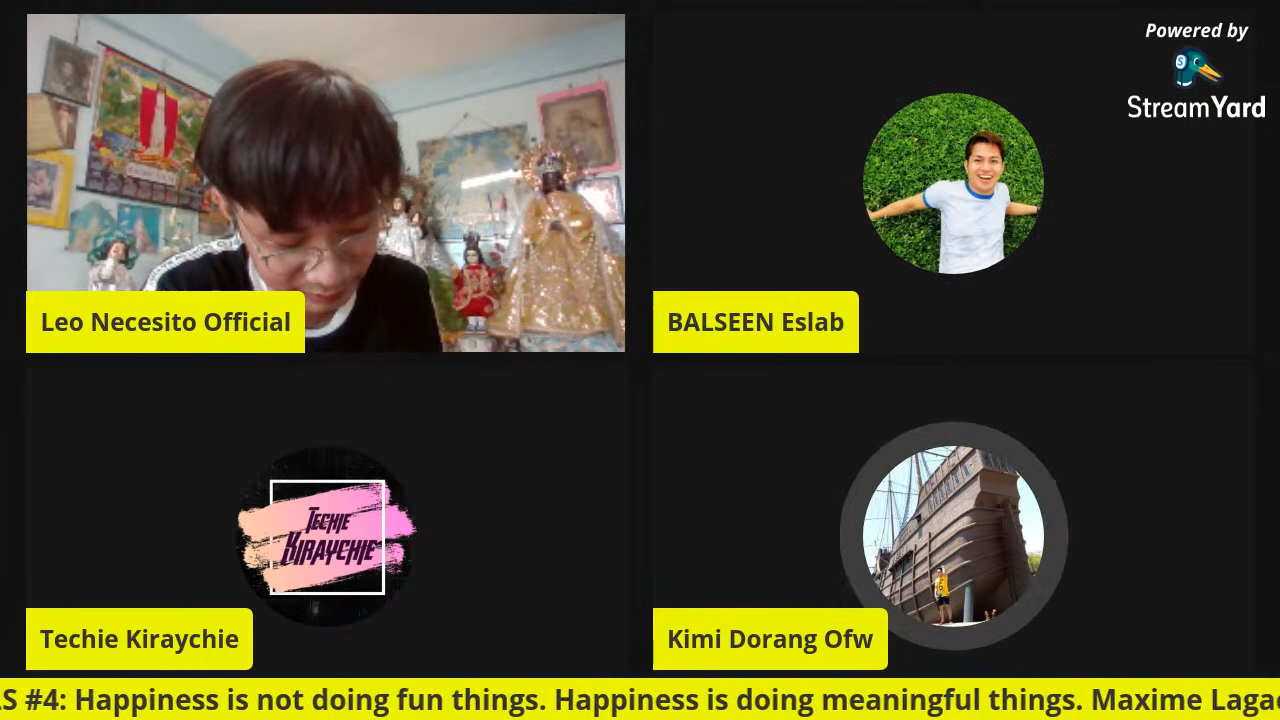 Powered by
StreamYard
Leo Necesito Official
BALSEEN Eslab
TECHIE
KIRAYCHIE
Techie Kiraychie
Kimi Dorang Ofw
#4: Happiness is not doing fun things. Happiness is doing meaningful things. Maxime